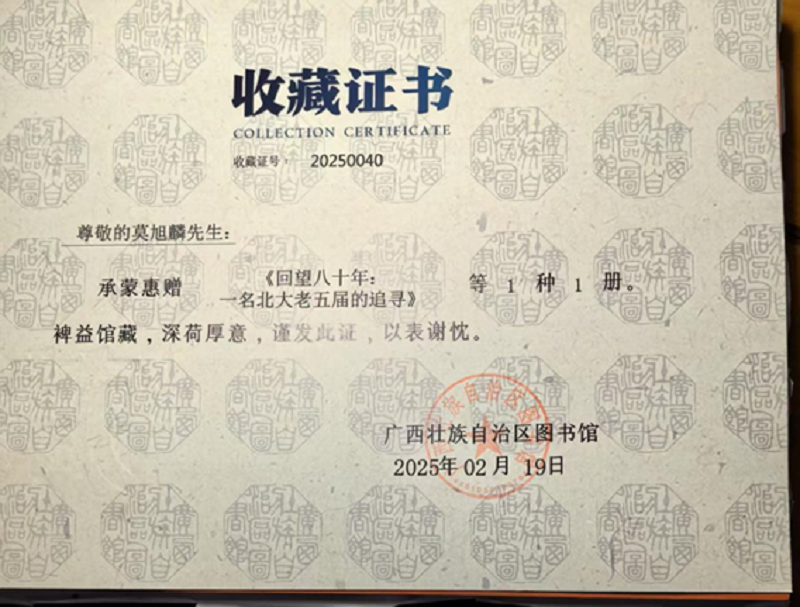 收藏证书
COLLECTION CERTIFICATE
收藏证号： 20250040
尊敬的莫旭麟先生：
承蒙惠赠 《回望八十年：一名北大老五届的追寻》 等 1 种 1 册。
裨益馆藏，深荷厚意，谨发此证，以表谢忱。
广西壮族自治区图书馆
2025年 02 月 19日